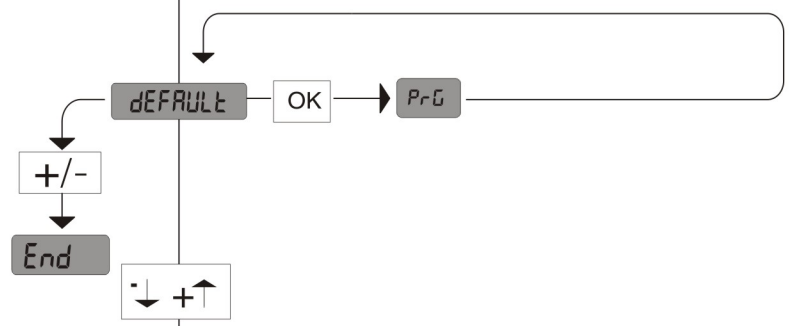 dEFAULt
OK
PrG
+/-
End
- +